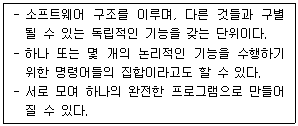 - 소프트웨어 구조를 이루며, 다른 것들과 구별
될 수 있는 독립적인 기능을 갖는 단위이다.
- 하나 또는 몇 개의 논리적인 기능을 수행하기
위한 명령어들의 집합이라고도 할 수 있다.
- 서로 모여 하나의 완전한 프로그램으로 만들어
질 수 있다.